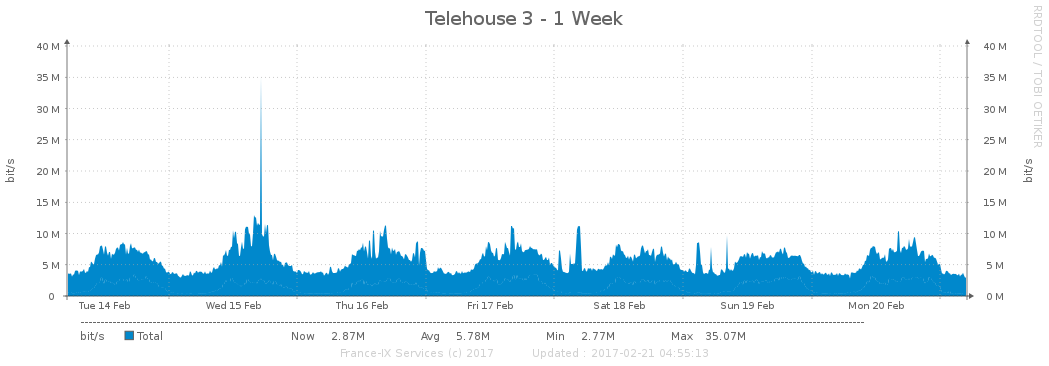 Telehouse 3 - 1 Week
RRDTOOL / TOBI OETIKER
40 M 40 M
35 M 35 M
30 M 30 M
25 M 25 M
20 M 20 M
15 M 15 M
10 M 10 M
5 M 5 M
0 0 M
bit/s bit/s
Tue 14 Feb Wed 15 Feb Thu 16 Feb Fri 17 Feb Sat 18 Feb Sun 19 Feb Mon 20 Feb
bit/s Total Now 2.87M Avg 5.78M Min 2.77M Max 35.07M
France-IX Services (c) 2017 Updated : 2017-02-21 04:55:13